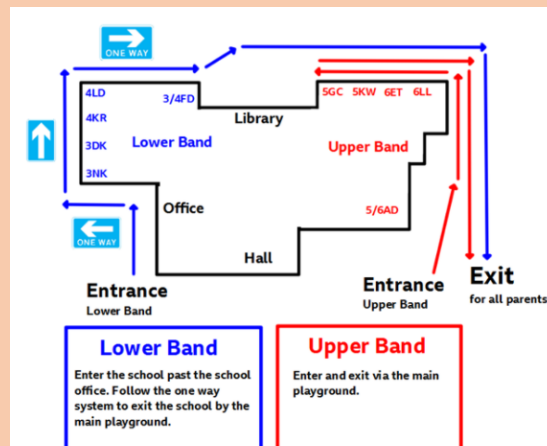 ONE WAY
4LD
3/4FD
5GC 5KW 6ET 6LL
4KR
Library
Lower Band
Upper Band
3DK
3NK
Office
5/6AD
ONE WAY
Hall
Entrance
Lower Band
Entrance
Upper Band
Exit
for all parents
Lower Band
Enter the school past the school
office. Follow the one way
system to exit the school by the
main playground.
Upper Band
Enter and exit via the main
playground.